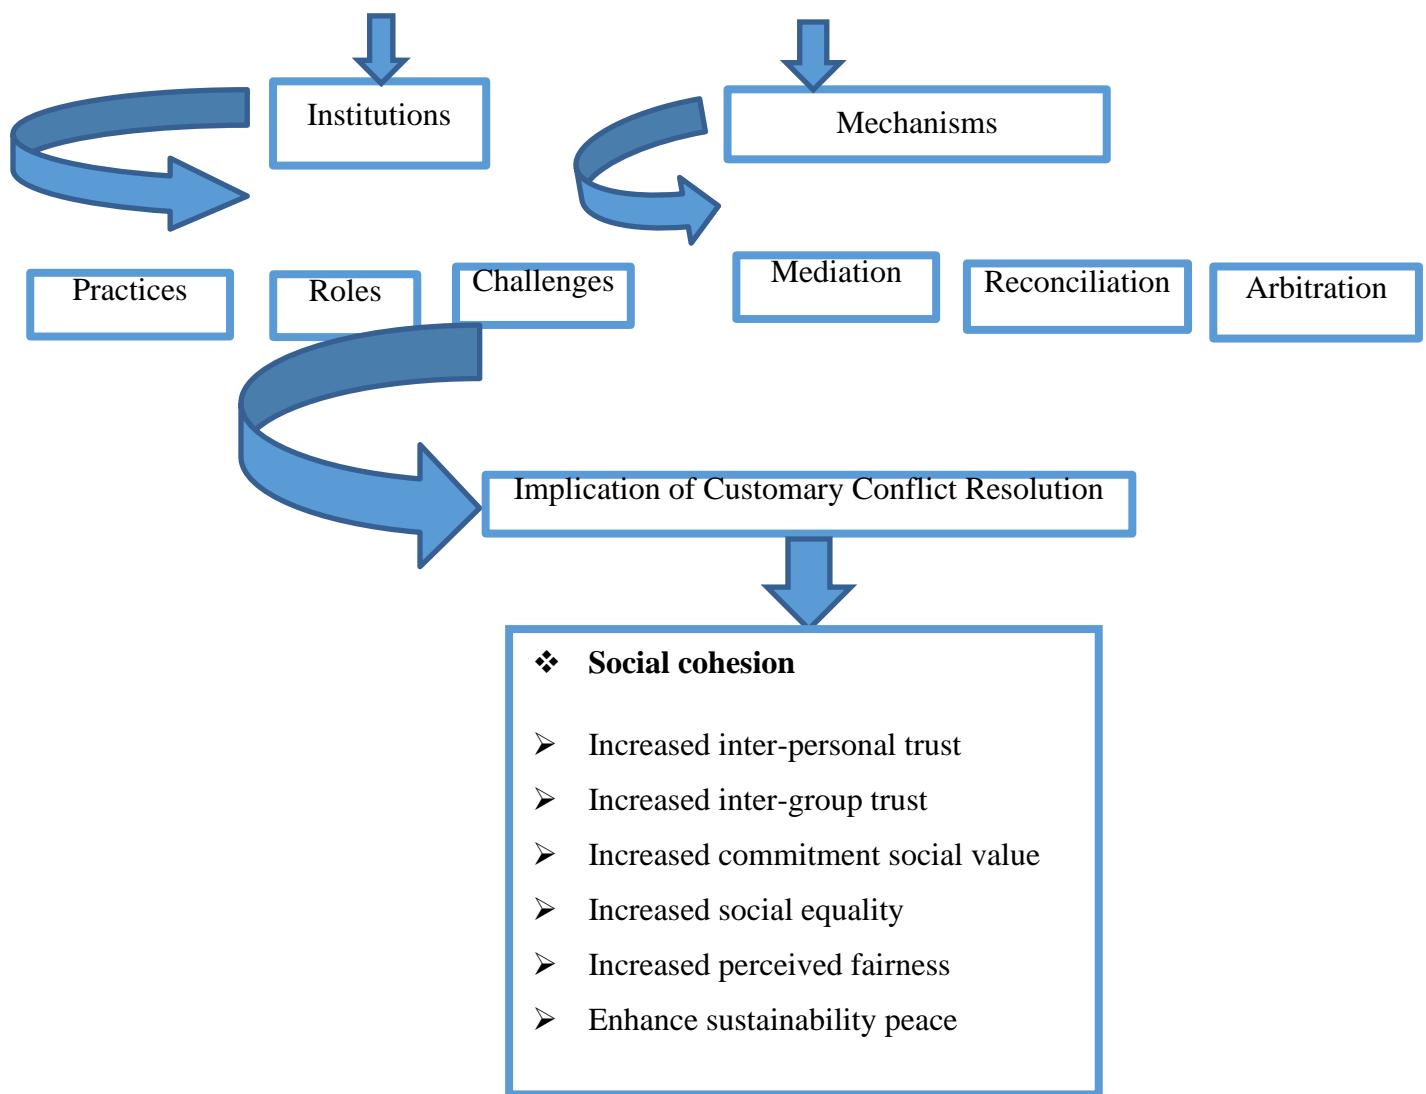 Institutions
Mechanisms
Practices
Roles
Challenges
Mediation
Reconciliation
Arbitration
Implication of Customary Conflict Resolution
❖ Social cohesion
➢ Increased inter-personal trust
➢ Increased inter-group trust
➢ Increased commitment social value
➢ Increased social equality
➢ Increased perceived fairness
➢ Enhance sustainability peace